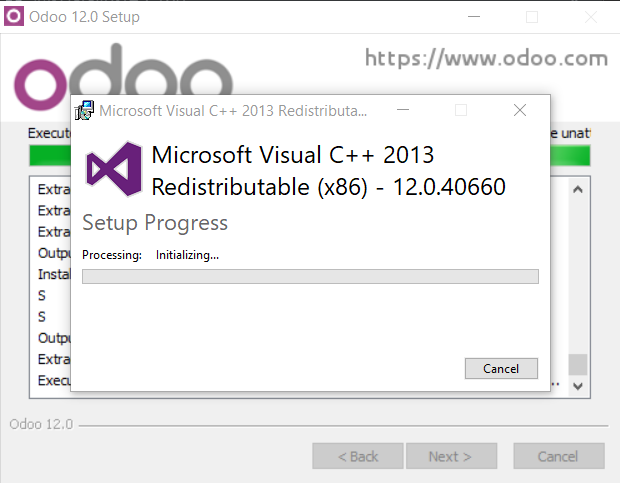 Odoo 12.0 Setup
odoo
https://www.odoo.com
Microsoft Visual C++ 2013 Redistributa...
Microsoft Visual C++ 2013
Redistributable (x86) - 12.0.40660
Setup Progress
Processing: Initializing...
Cancel
Execute
e unatt
Extra
Extra
Extra
Outpu
Instal
S
S
Outpu
Extra
Execu
..
Odoo 12.0
< Back
Next >
Cancel